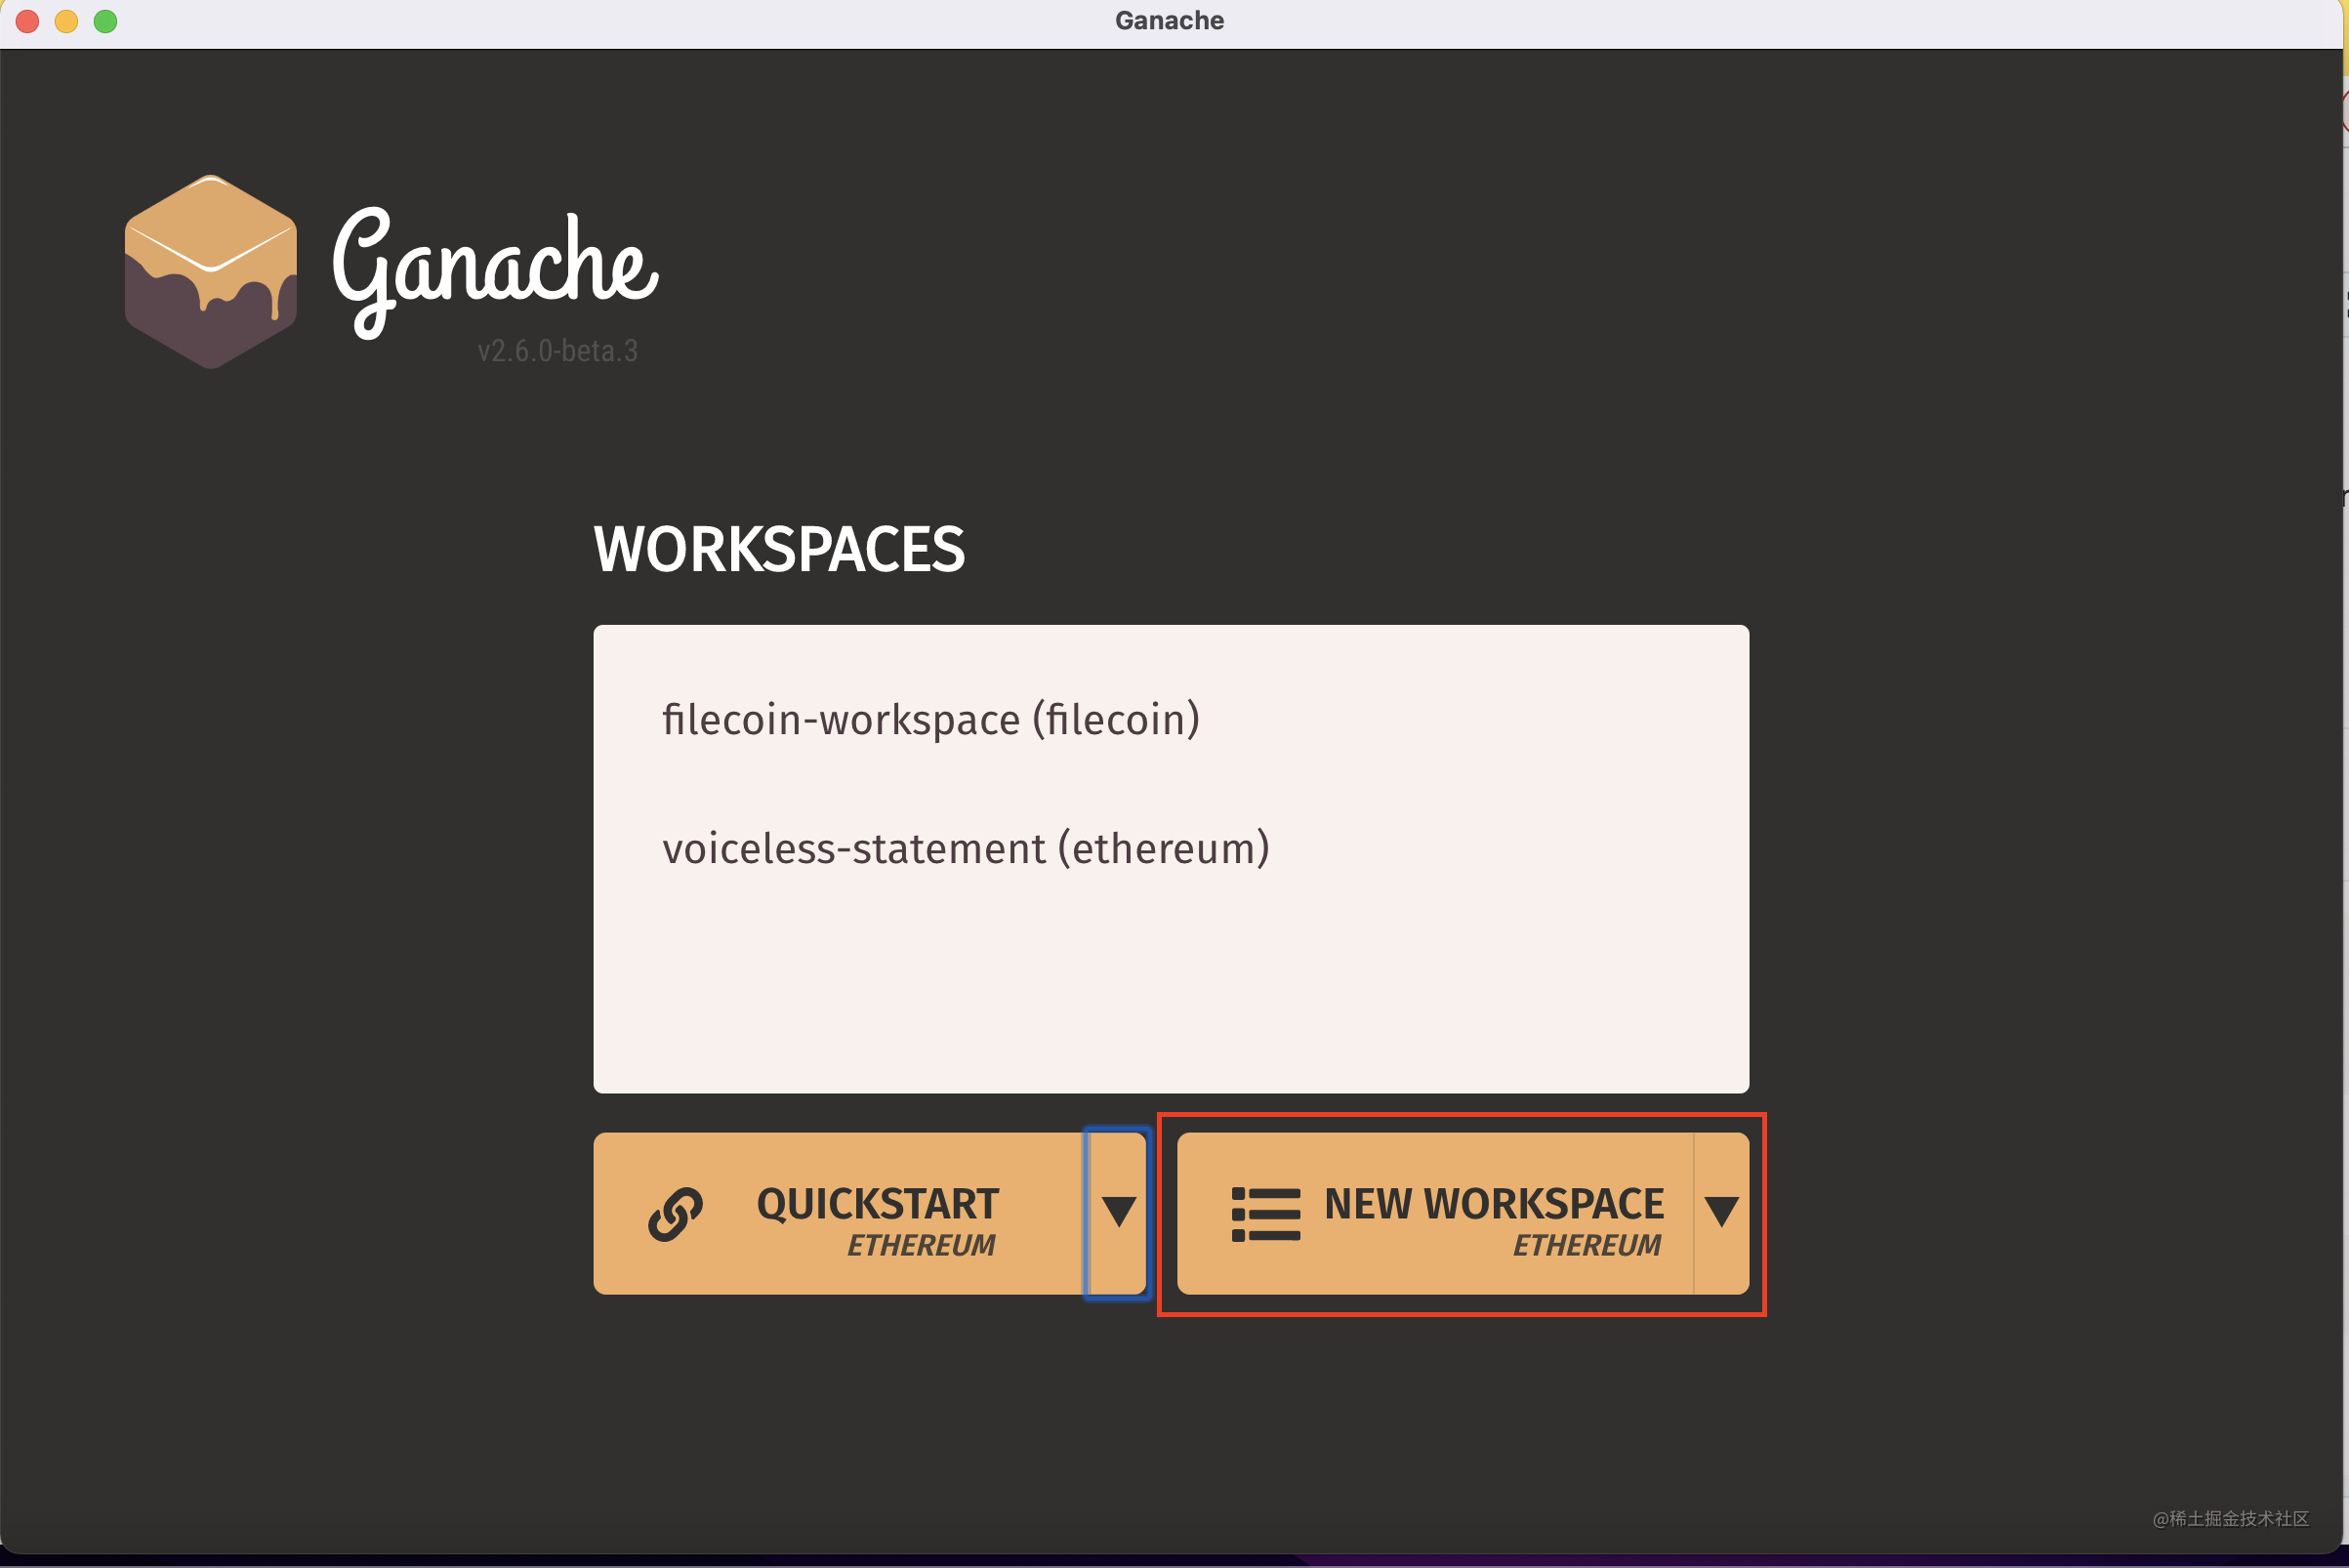 Ganache
Ganache
v2.6.0-beta.3
WORKSPACES
filecoin-workspace (filecoin)
voiceless-statement (ethereum)
QUICKSTART
ETHEREUM
NEW WORKSPACE
ETHEREUM
@稀土掘金技术社区